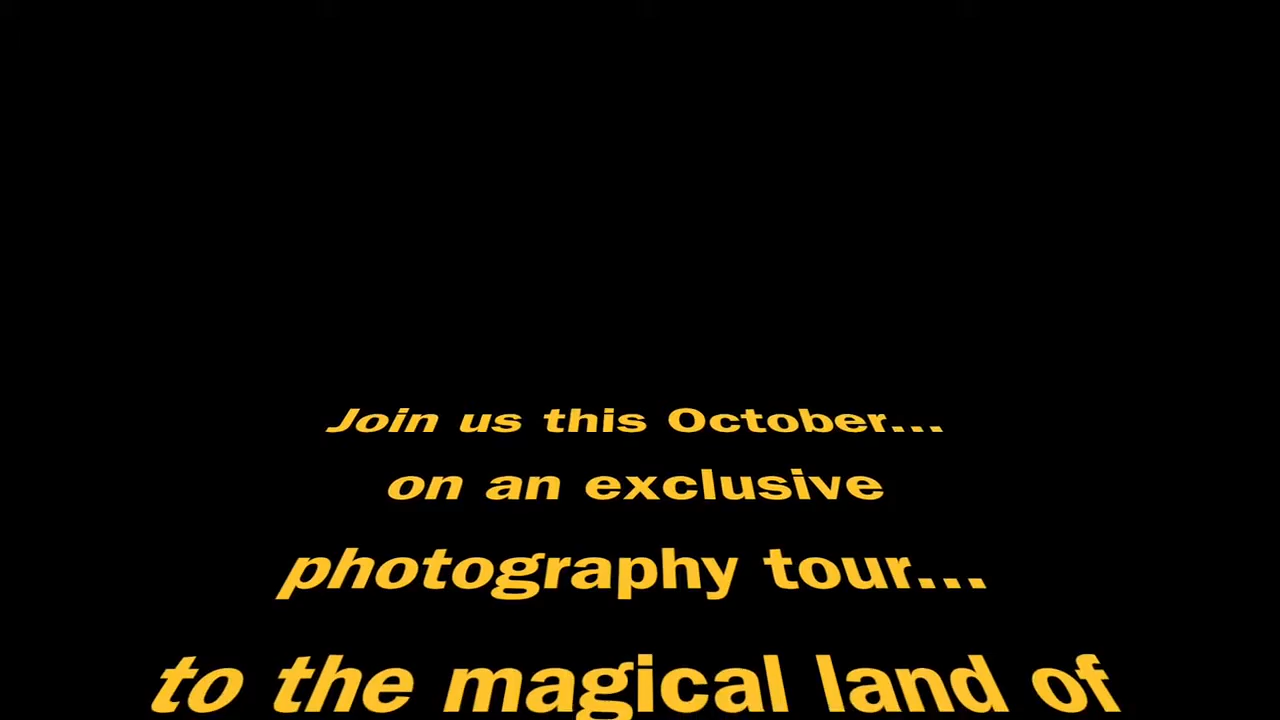 Join us this October...
on an exclusive
photography tour...
to the magical land of